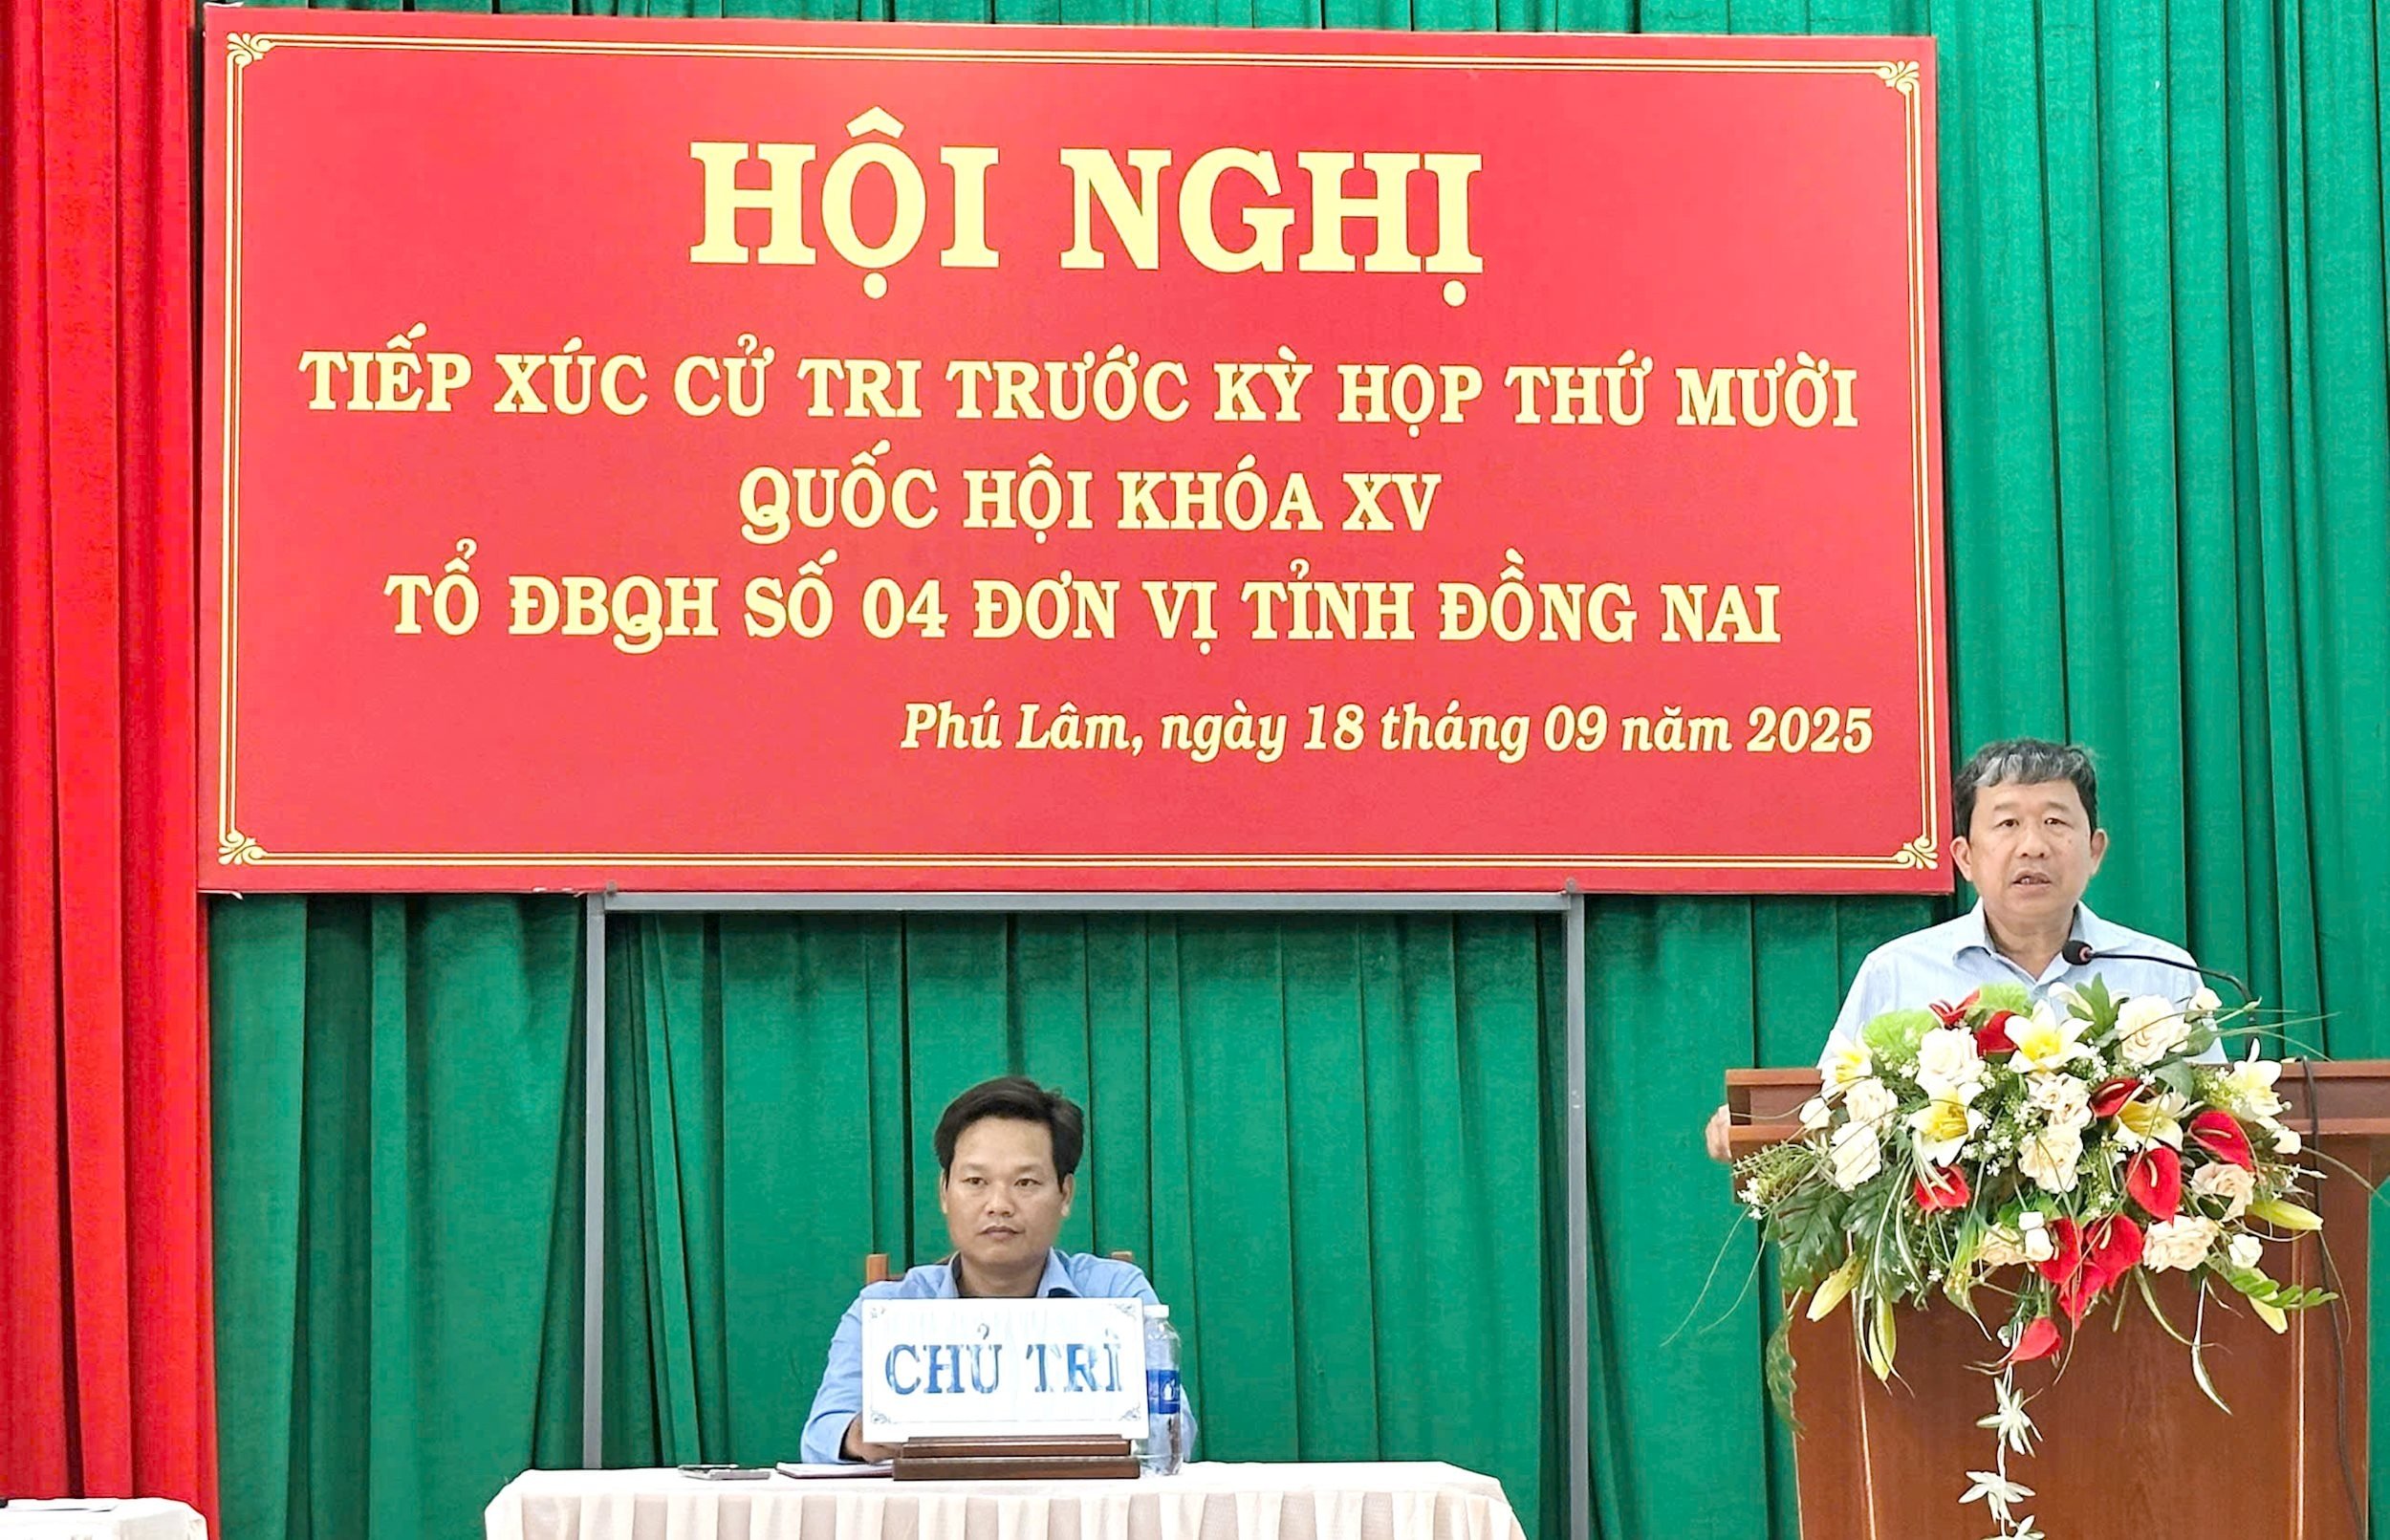 HỘI NGHỊ
TIẾP XÚC CỬ TRI TRƯỚC KỲ HỌP THỨ MƯỜI
QUỐC HỘI KHÓA XV
TỔ ĐBQH SỐ 04 ĐƠN VỊ TỈNH ĐỒNG NAI
Phú Lâm, ngày 18 tháng 09 năm 2025
CHỦ TRÌ